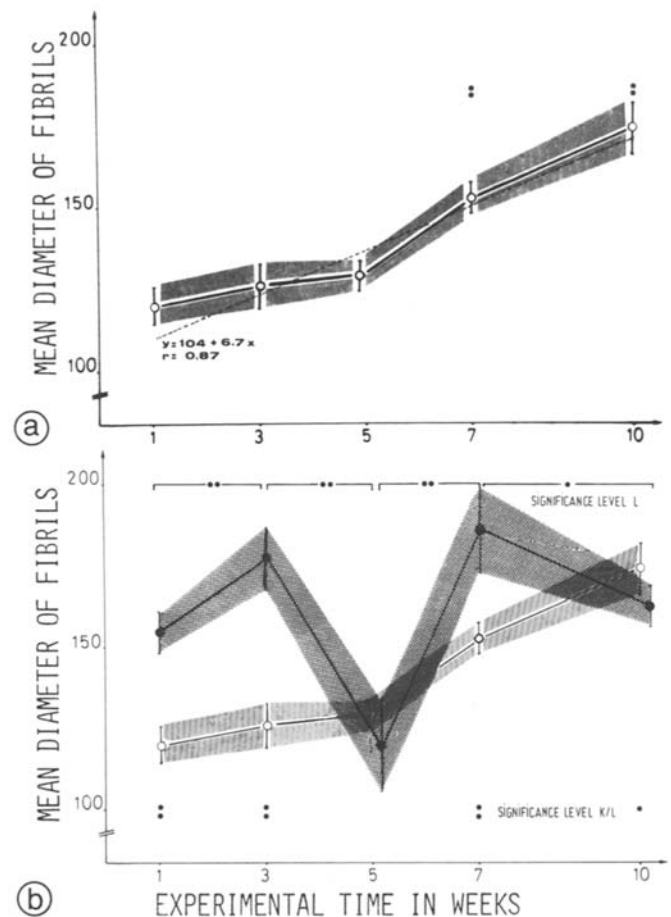 200
150
100
MEAN DIAMETER OF FIBRILS
y=104+6.7x
r= 0.87
1 3 5 7 10
a
200
150
100
MEAN DIAMETER OF FIBRILS
SIGNIFICANCE LEVEL L
SIGNIFICANCE LEVEL K/L
1 3 5 7 10
b
EXPERIMENTAL TIME IN WEEKS